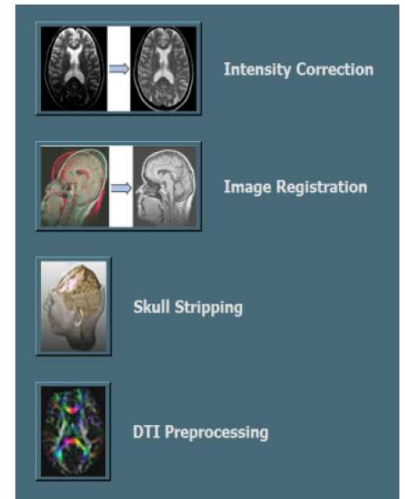 Intensity Correction
Image Registration
Skull Stripping
DTI Preprocessing